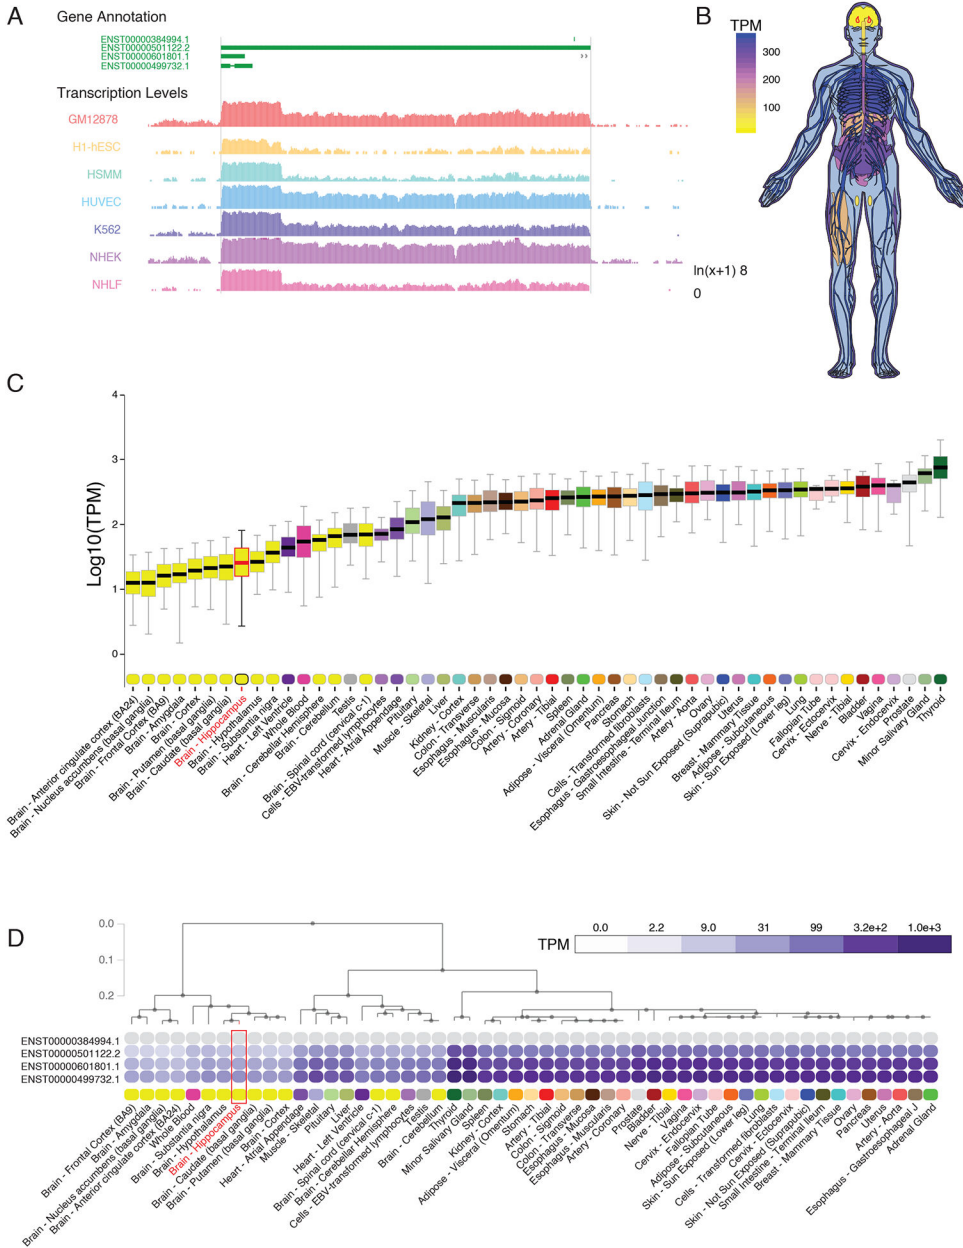 A
Gene Annotation
ENST00000384994.1
ENST00000501122.2
ENST00000601801.1
ENST00000499732.1
Transcription Levels
GM12878
H1-hESC
HSMM
HUVEC
K562
NHEK
NHLF
ln(x+1) 8
0
B
TPM
300
200
100
C
Log10(TPM)
4
3
2
1
0
Brain - Anterior cingulate cortex (BA24)
Brain - Nucleus accumbens (basal ganglia)
Brain - Frontal Cortex (BA9)
Brain - Amygdala
Brain - Cortex
Brain - Putamen (basal ganglia)
Brain - Caudate (basal ganglia)
Brain - Hippocampus
Brain - Hypothalamus
Brain - Substantia nigra
Heart - Left Ventricle
Whole Blood
Brain - Cerebellar Hemisphere
Brain - Cerebellum
Testis
Brain - Spinal cord (cervical c-1)
Cells - EBV-transformed lymphocytes
Heart - Atrial Appendage
Pituitary
Muscle - Skeletal
Liver
Kidney - Cortex
Colon - Transverse
Esophagus - Muscularis
Esophagus - Mucosa
Colon - Sigmoid
Artery - Coronary
Artery - Tibial
Spleen
Adrenal Gland
Adipose - Visceral (Omentum)
Pancreas
Stomach
Cells - Transformed fibroblasts
Esophagus - Gastroesophageal Junction
Small Intestine - Terminal Ileum
Artery - Aorta
Ovary
Skin - Not Sun Exposed (Suprapubic)
Uterus
Breast - Mammary Tissue
Adipose - Subcutaneous
Skin - Sun Exposed (Lower leg)
Lung
Fallopian Tube
Cervix - Ectocervix
Nerve - Tibial
Bladder
Vagina
Cervix - Endocervix
Prostate
Minor Salivary Gland
Thyroid
D
0.0
0.1
0.2
TPM
0.0 2.2 9.0 31 99 3.2e+2 1.0e+3
ENST00000384994.1
ENST00000501122.2
ENST00000601801.1
ENST00000499732.1
Brain - Frontal Cortex (BA9)
Brain - Amygdala
Brain - Nucleus accumbens (basal ganglia)
Brain - Anterior cingulate cortex (BA24)
Whole Blood
Brain - Substantia nigra
Brain - Hypothalamus
Brain - Hippocampus
Brain - Caudate (basal ganglia)
Brain - Putamen (basal ganglia)
Brain - Cortex
Heart - Atrial Appendage
Muscle - Skeletal
Pituitary
Liver
Heart - Left Ventricle
Brain - Spinal cord (cervical c-1)
Brain - Cerebellar Hemisphere
Cells - EBV-transformed lymphocytes
Testis
Brain - Cerebellum
Thyroid
Minor Salivary Gland
Spleen
Kidney - Cortex
Adipose - Visceral (Omentum)
Stomach
Artery - Tibial
Colon - Sigmoid
Colon - Transverse
Esophagus - Mucosa
Esophagus - Muscularis
Artery - Coronary
Prostate
Bladder
Nerve - Tibial
Vagina
Cervix - Endocervix
Fallopian Tube
Adipose - Subcutaneous
Skin - Sun Exposed (Lower leg)
Lung
Cells - Transformed fibroblasts
Cervix - Ectocervix
Skin - Not Sun Exposed (Suprapubic)
Small Intestine - Terminal Ileum
Breast - Mammary Tissue
Ovary
Pancreas
Uterus
Artery - Aorta
Esophagus - Gastroesophageal J
Adrenal Gland